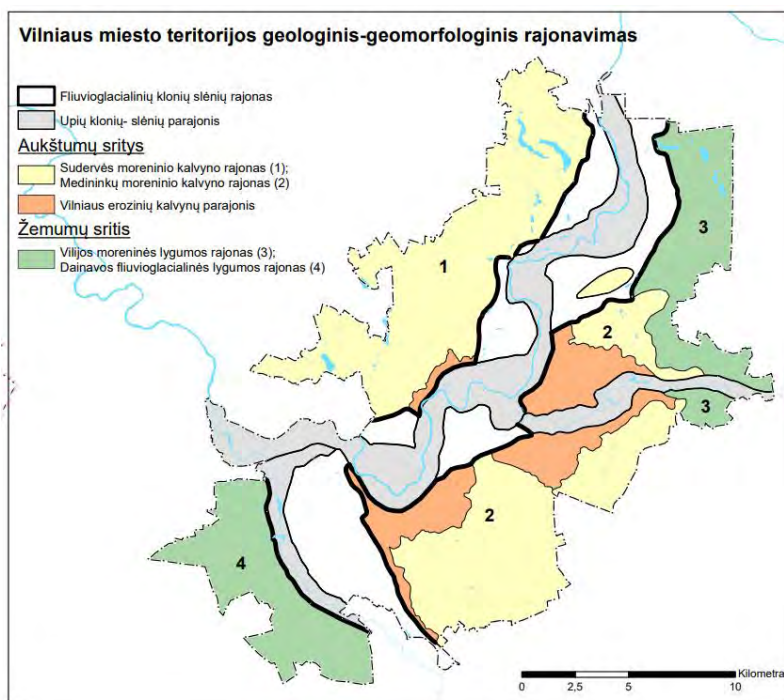 Vilniaus miesto teritorijos geologinis-geomorfologinis rajonavimas
Fliuvioglacialinių klonių slėnių rajonas
Upių klonių- slėnių parajonis
Aukštumų sritys
Sudervės moreninio kalvyno rajonas (1);
Medininkų moreninio kalvyno rajonas (2)
Vilniaus erozinių kalvynų parajonis
Žemumų sritis
Vilijos moreninės lygumos rajonas (3);
Dainavos fliuvioglacialinės lygumos rajonas (4)
3
1
2
3
2
4
Kilometra
0 2,5 5 10